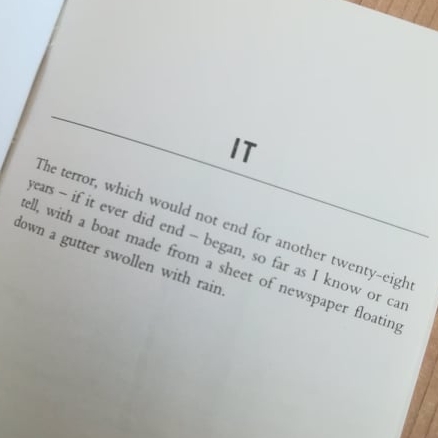 IT
The terror, which would not end for another twenty-eight
years – if it ever did end – began, so far as I know or can
tell, with a boat made from a sheet of newspaper floating
down a gutter swollen with rain.